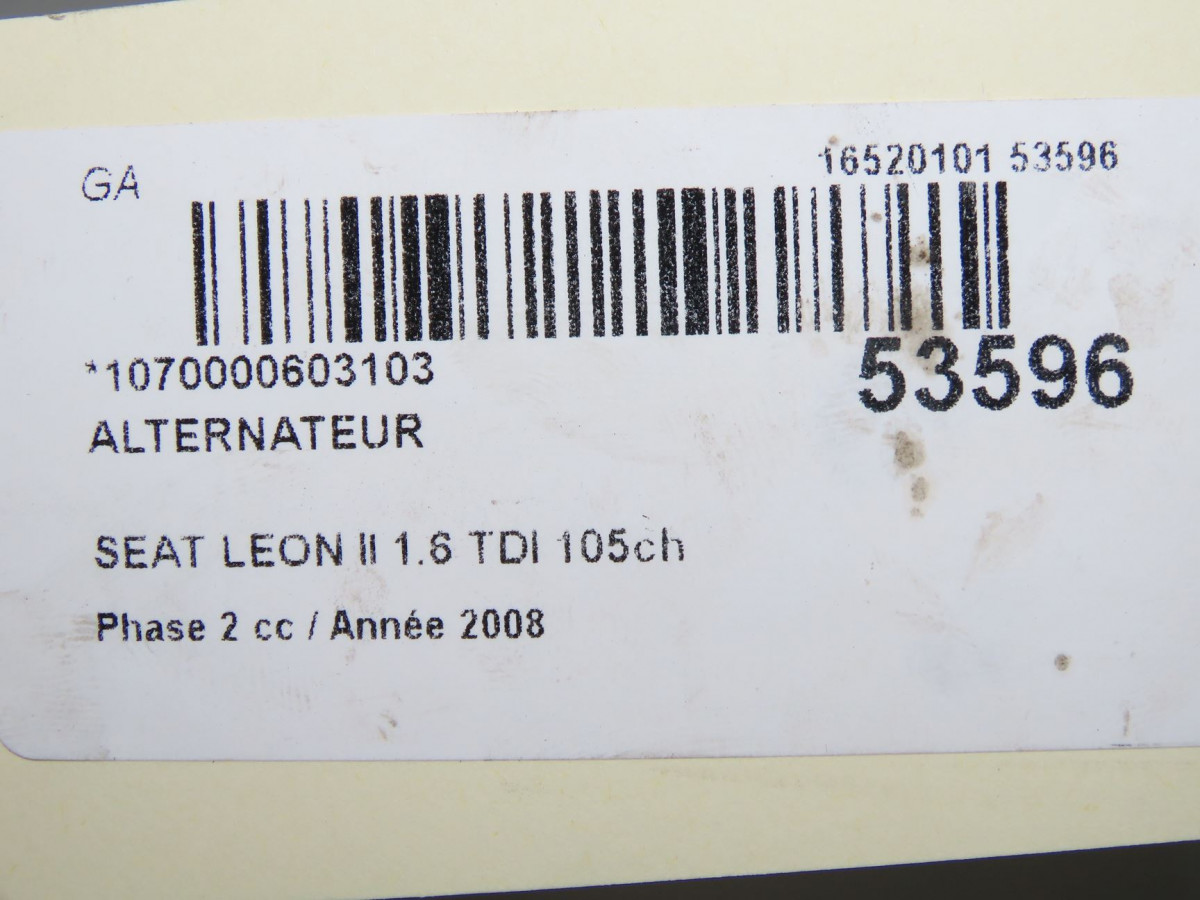 GA
16520101 53596
*1070000603103
53596
ALTERNATEUR
SEAT LEON II 1.6 TDI 105ch
Phase 2 cc / Année 2008